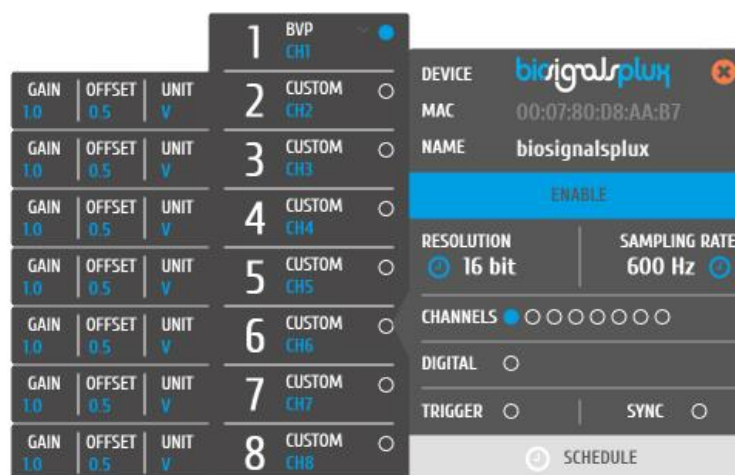 1 BVP
CH1
GAIN OFFSET UNIT
1.0 0.5 V
2 CUSTOM
CH2
GAIN OFFSET UNIT
1.0 0.5 V
3 CUSTOM
CH3
GAIN OFFSET UNIT
1.0 0.5 V
4 CUSTOM
CH4
GAIN OFFSET UNIT
1.0 0.5 V
5 CUSTOM
CH5
GAIN OFFSET UNIT
1.0 0.5 V
6 CUSTOM
CH6
GAIN OFFSET UNIT
1.0 0.5 V
7 CUSTOM
CH7
GAIN OFFSET UNIT
1.0 0.5 V
8 CUSTOM
CH8
DEVICE biosignalsplux
MAC 00:07:80:D8:AA:B7
NAME biosignalsplux
ENABLE
RESOLUTION SAMPLING RATE
16 bit 600 Hz
CHANNELS
DIGITAL
TRIGGER SYNC
SCHEDULE